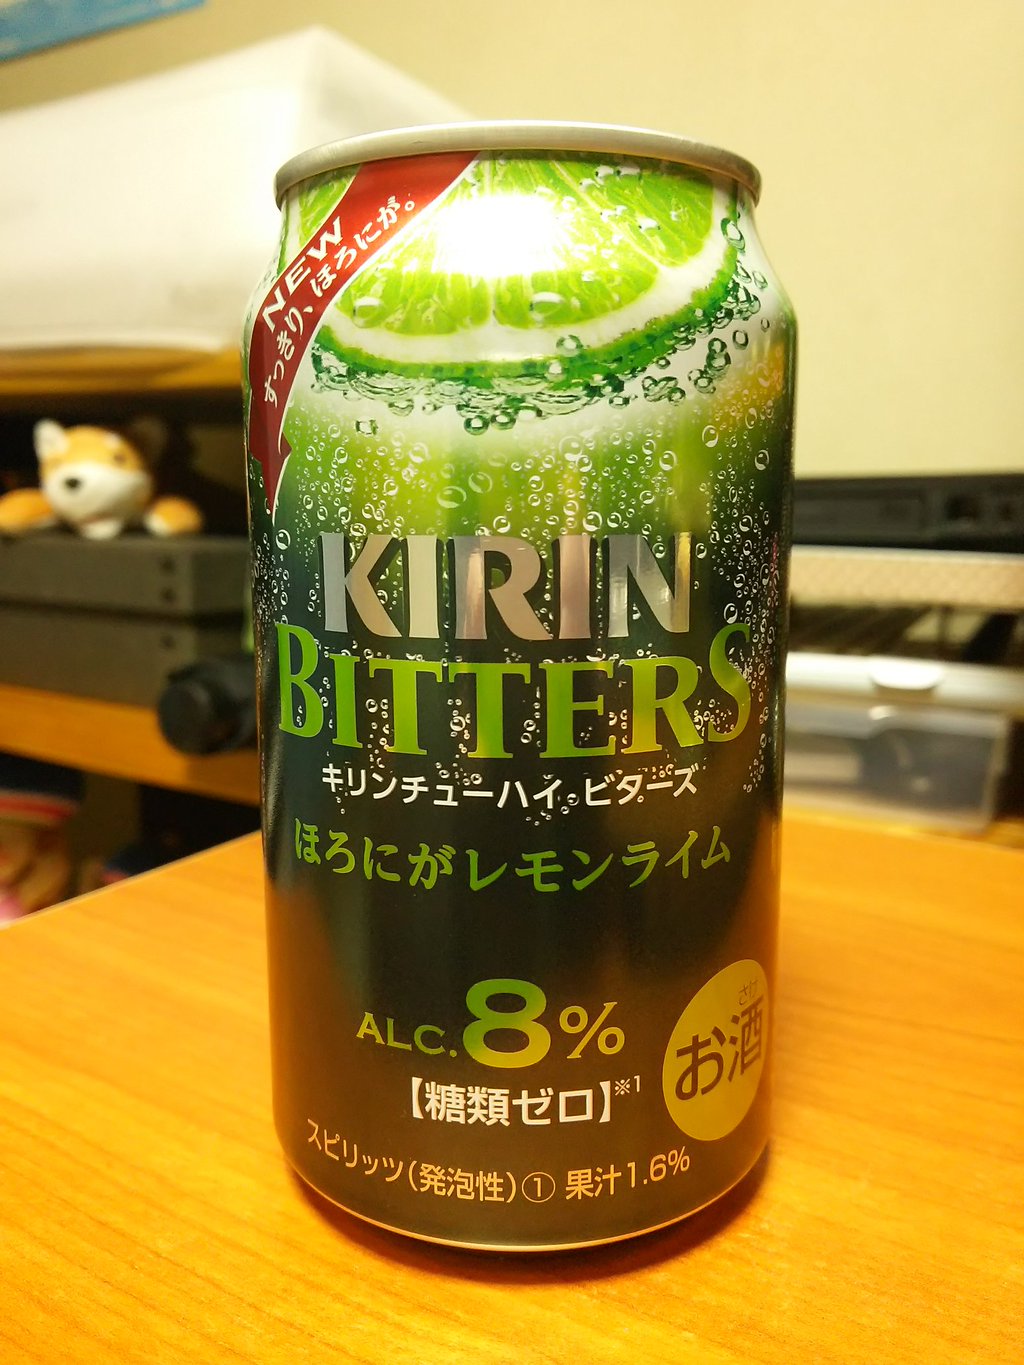 NEW
すっきり、ほろにが。
KIRIN
BITTERS
キリンチューハイ ビターズ
ほろにがレモンライム
ALC.8%
【糖類ゼロ】※1
さけ
お酒
スピリッツ(発泡性)① 果汁1.6%